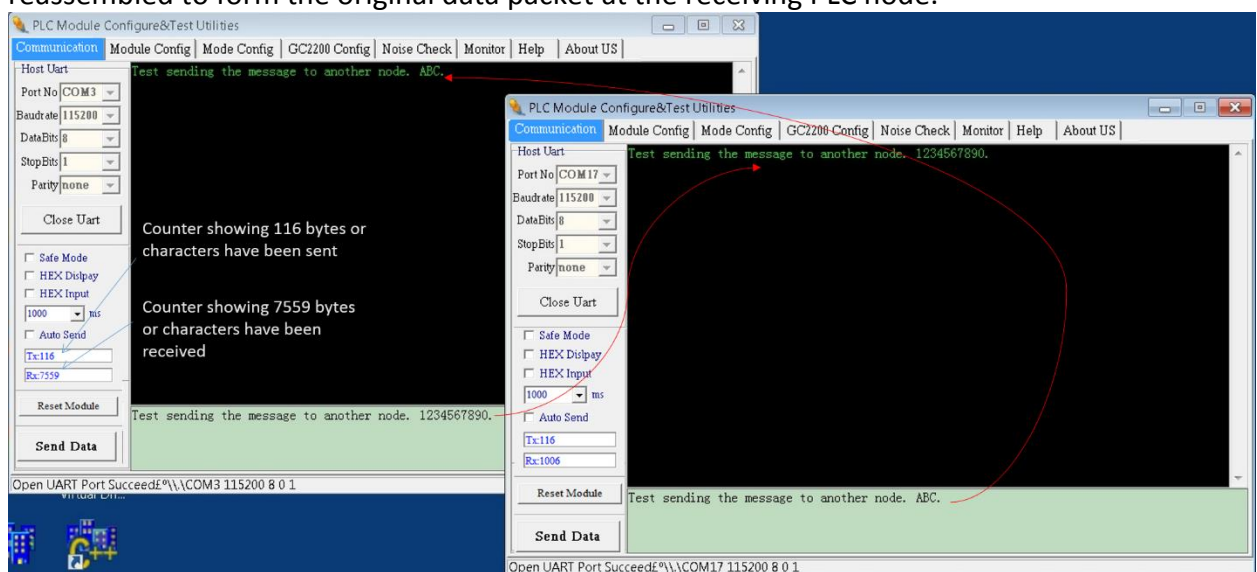 reassembled to form the original data packet at the receiving PLC node.
PLC Module Configure&Test Utilities
Communication Module Config Mode Config GC2200 Config Noise Check Monitor Help About US
Host Uart
Port No COM3
Baudrate 115200
DataBits 8
StopBits 1
Parity none
Close Uart
Safe Mode
HEX Dislpay
HEX Input
1000 ms
Auto Send
Tx:116
Rx:7559
Reset Module
Send Data
Test sending the message to another node. ABC.
Counter showing 116 bytes or
characters have been sent
Counter showing 7559 bytes
or characters have been
received
Test sending the message to another node. 1234567890.
Open UART Port Succeed£º\\.\COM3 115200 8 0 1
PLC Module Configure&Test Utilities
Communication Module Config Mode Config GC2200 Config Noise Check Monitor Help About US
Host Uart
Port No COM17
Baudrate 115200
DataBits 8
StopBits 1
Parity none
Close Uart
Safe Mode
HEX Dislpay
HEX Input
1000 ms
Auto Send
Tx:116
Rx:1006
Reset Module
Send Data
Test sending the message to another node. 1234567890.
Test sending the message to another node. ABC.
Open UART Port Succeed£º\\.\COM17 115200 8 0 1
C++